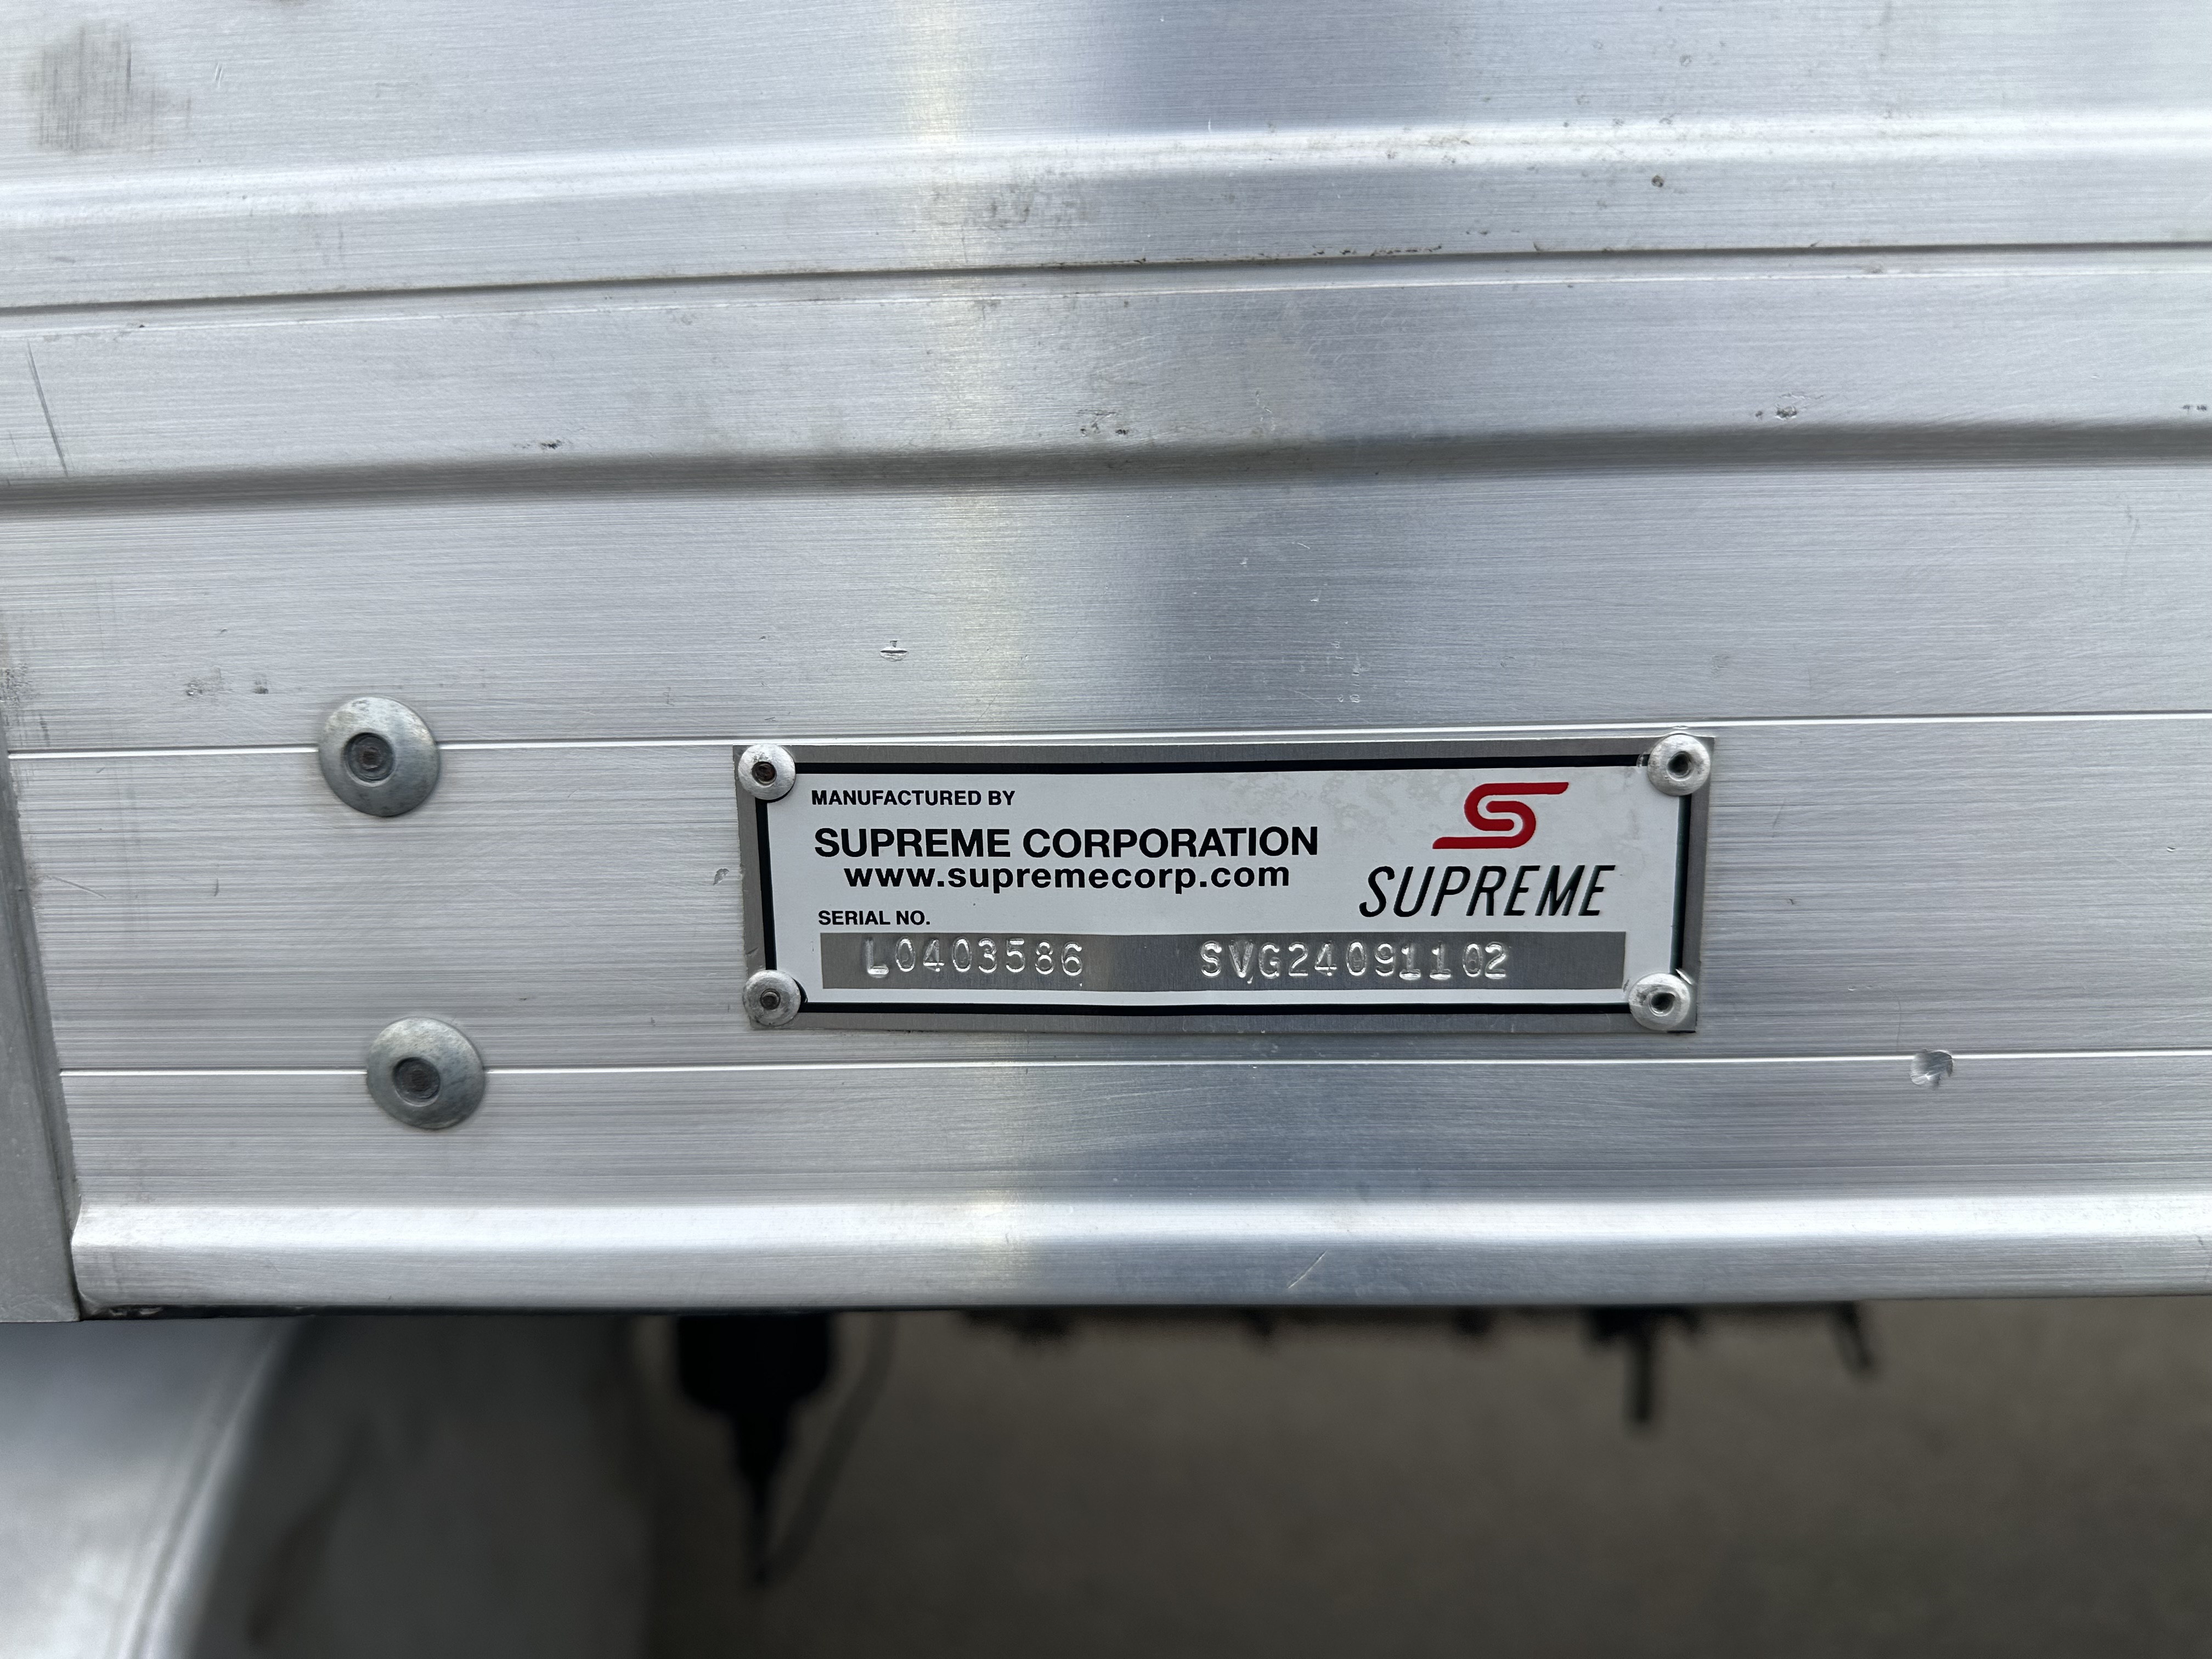 MANUFACTURED BY
SUPREME CORPORATION
www.supremecorp.com
SUPREME
SERIAL NO.
L0403586 SVG24091102